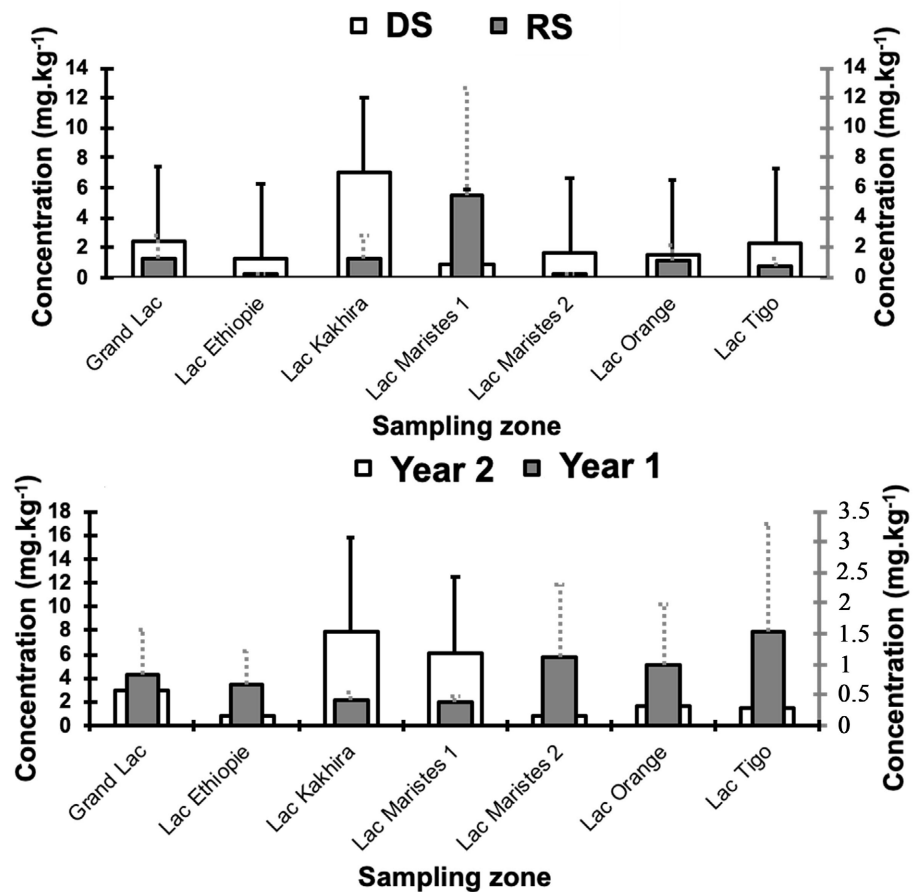 DS RS
Concentration (mg.kg-1)
14
12
10
8
6
4
2
0
14
12
10
8
6
4
2
0
Concentration (mg.kg-1)
Grand Lac
Lac Ethiopie
Lac Kakhira
Lac Maristes 1
Lac Maristes 2
Lac Orange
Lac Tigo
Sampling zone
Year 2 Year 1
Concentration (mg.kg-1)
18
16
14
12
10
8
6
4
2
0
3.5
3
2.5
2
1.5
1
0.5
0
Concentration (mg.kg-1)
Grand Lac
Lac Ethiopie
Lac Kakhira
Lac Maristes 1
Lac Maristes 2
Lac Orange
Lac Tigo
Sampling zone